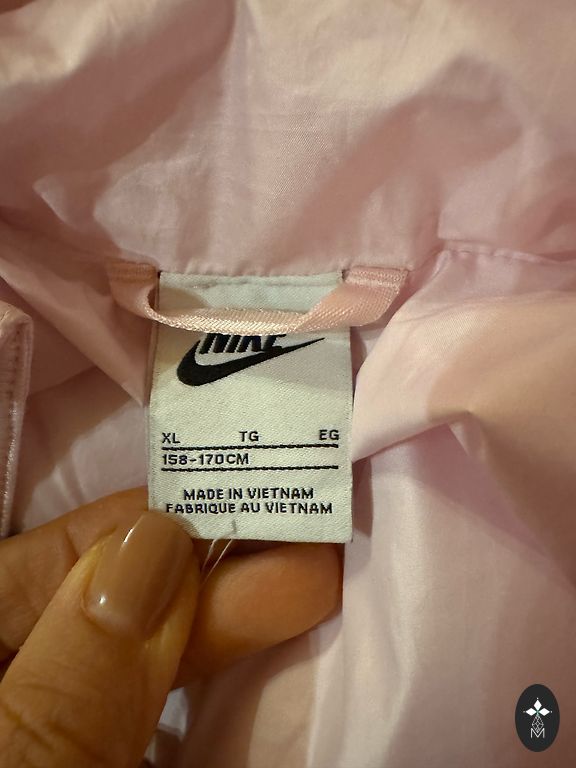 NIKE
XL TG EG
158-170CM
MADE IN VIETNAM
FABRIQUE AU VIETNAM
M